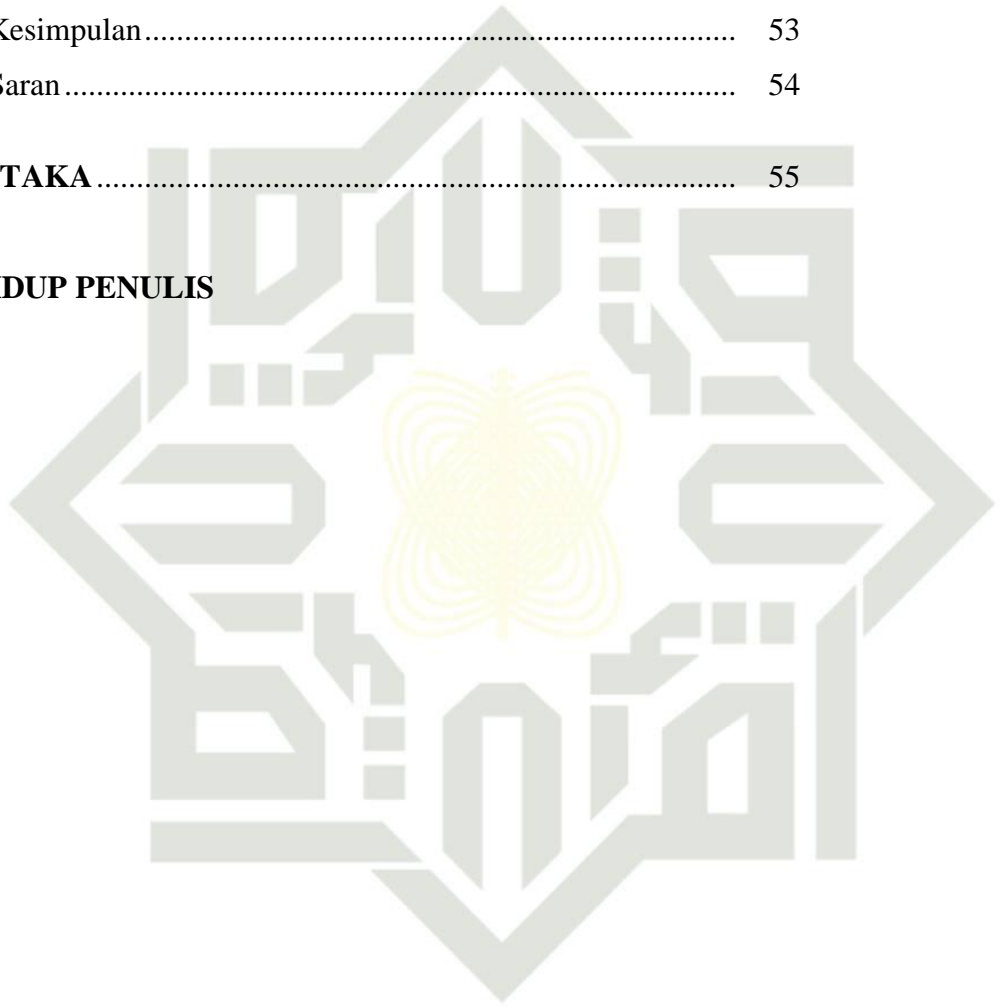 Kesimpulan........................................................................... 53
Saran..................................................................................... 54
TAKA................................................................................. 55
DUP PENULIS